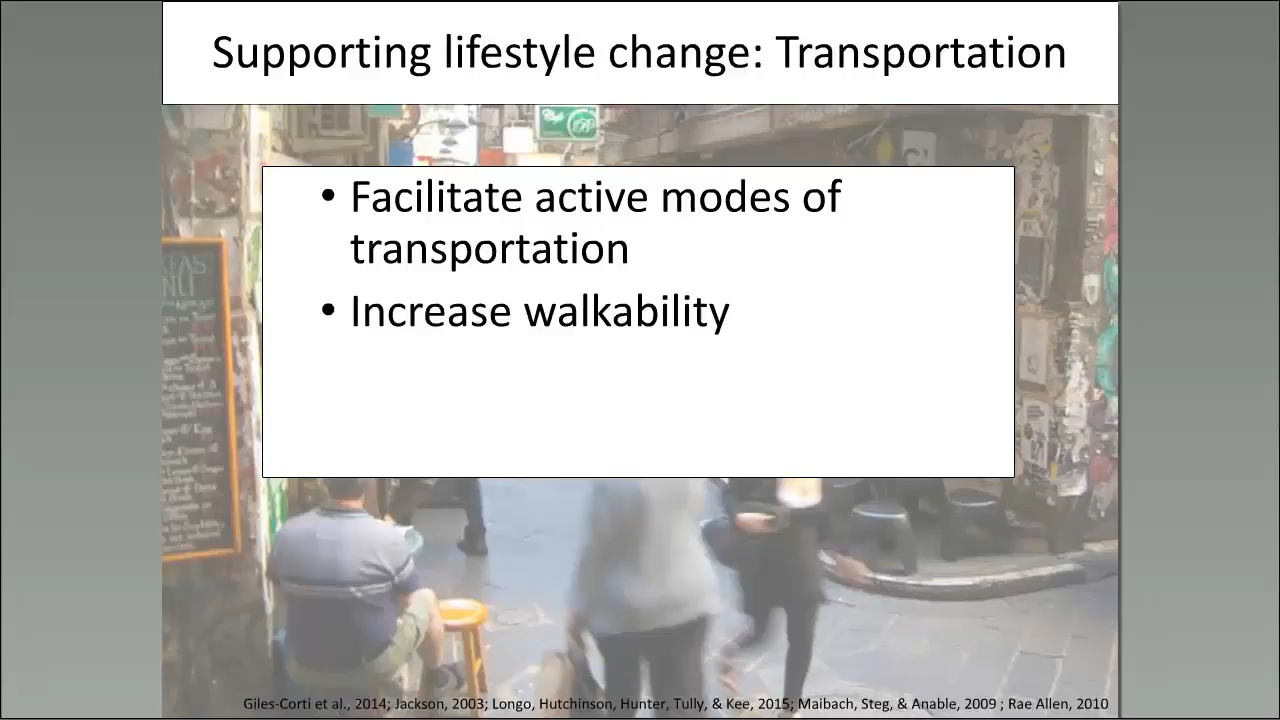 Supporting lifestyle change: Transportation
• Facilitate active modes of
transportation
• Increase walkability
Giles-Corti et al., 2014; Jackson, 2003; Longo, Hutchinson, Hunter, Tully, & Kee, 2015; Maibach, Steg, & Anable, 2009 ; Rae Allen, 2010